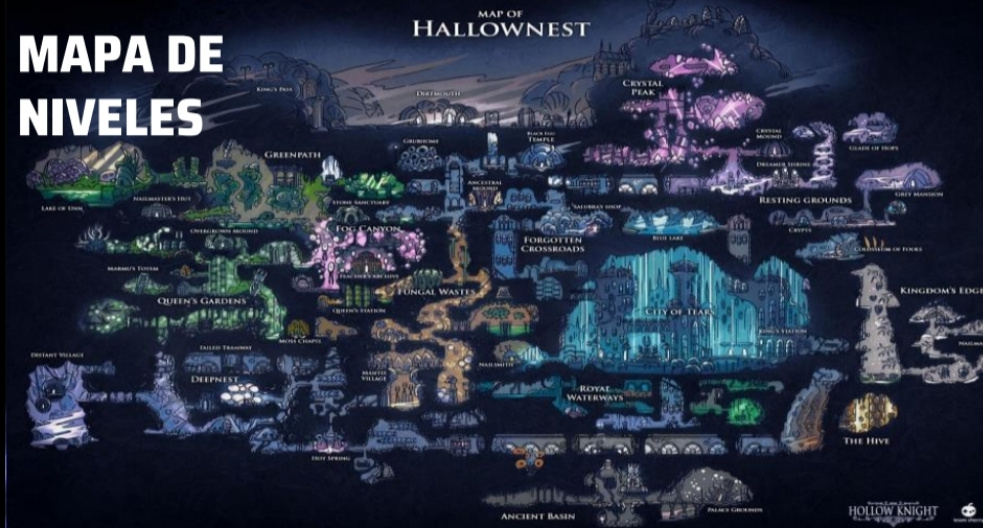 MAPA DE
NIVELES
MAP OF
HALLOWNEST
KING'S PASS
DIRTMOUTH
CRYSTAL
PEAK
GREENPATH
GRUBHOME
BLACK EGG
TEMPLE
CRYSTAL
MOUND
GLADE OF HOPE
DREAMER SHRINE
LAKE OF UNN
NAILMASTER'S HUT
STONE SANCTUARY
ANCESTRAL
MOUND
SALUBRA'S SHOP
RESTING GROUNDS
GREY MANSION
OVERGROWN MOUND
FOG CANYON
FORGOTTEN
CROSSROADS
BLUE LAKE
CRYPTS
COLOSSEUM OF FOOLS
MARMU'S TOTEM
TEACHER'S ARCHIVE
QUEEN'S GARDENS
QUEEN'S STATION
FUNGAL WASTES
CITY OF TEARS
KING'S STATION
KINGDOM'S EDGE
MOSS CHAPEL
DISTANT VILLAGE
FAILED TRAMWAY
DEEPNEST
MANTIS
VILLAGE
NAILSMITH
NAILMA
ROYAL
WATERWAYS
THE HIVE
HOT SPRING
ANCIENT BASIN
PALACE GROUNDS
HOLLOW KNIGHT